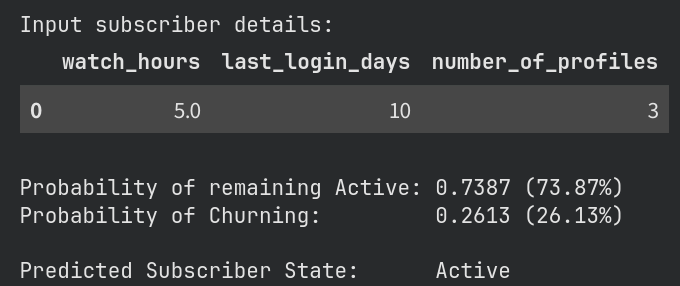 Input subscriber details:
watch_hours last_login_days number_of_profiles
0 5.0 10 3
Probability of remaining Active: 0.7387 (73.87%)
Probability of Churning: 0.2613 (26.13%)
Predicted Subscriber State: Active